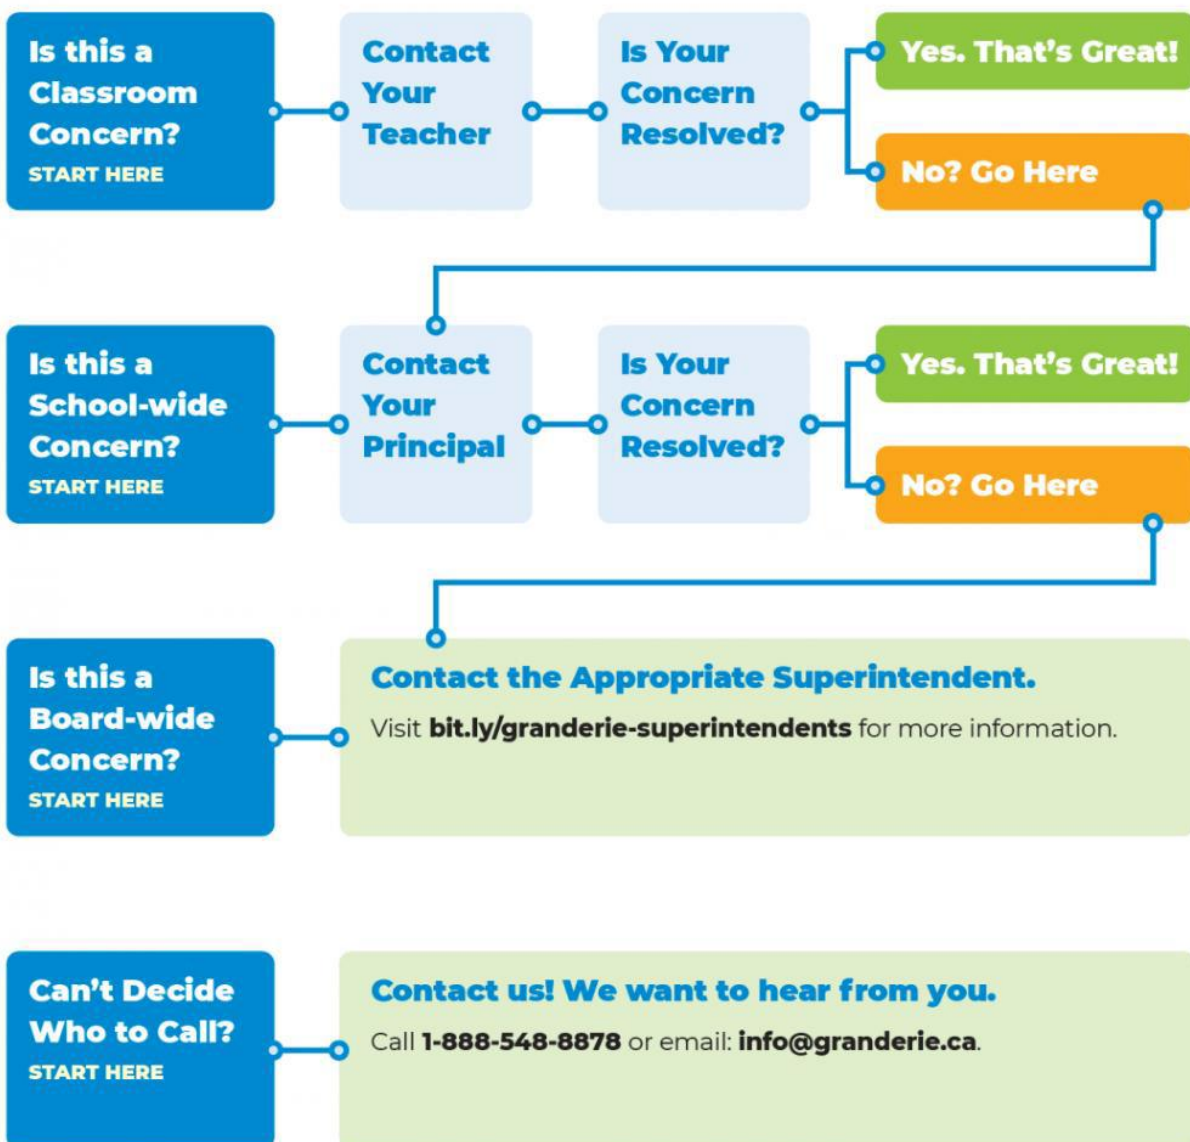 Is this a
Classroom
Concern?
START HERE
Contact
Your
Teacher
Is Your
Concern
Resolved?
Yes. That's Great!
No? Go Here
Is this a
School-wide
Concern?
START HERE
Contact
Your
Principal
Is Your
Concern
Resolved?
Yes. That's Great!
No? Go Here
Is this a
Board-wide
Concern?
START HERE
Contact the Appropriate Superintendent.
Visit bit.ly/granderie-superintendents for more information.
Can't Decide
Who to Call?
START HERE
Contact us! We want to hear from you.
Call 1-888-548-8878 or email: info@granderie.ca.